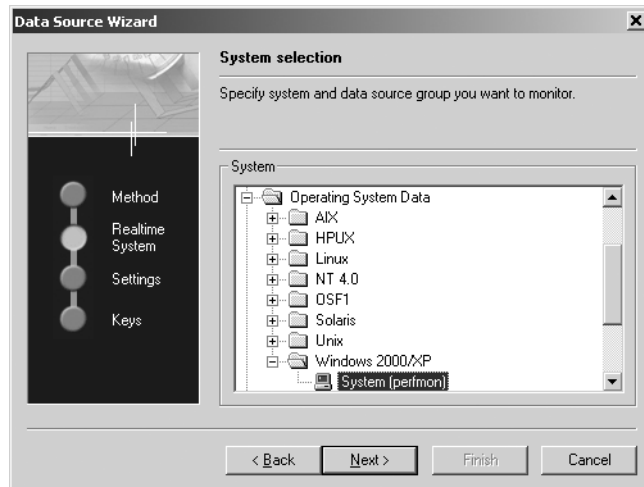 Data Source Wizard
System selection
Specify system and data source group you want to monitor.
Method
Realtime
System
Settings
Keys
System
Operating System Data
AIX
HPUX
Linux
NT 4.0
OSF1
Solaris
Unix
Windows 2000/XP
System (perfmon)
< Back
Next >
Finish
Cancel